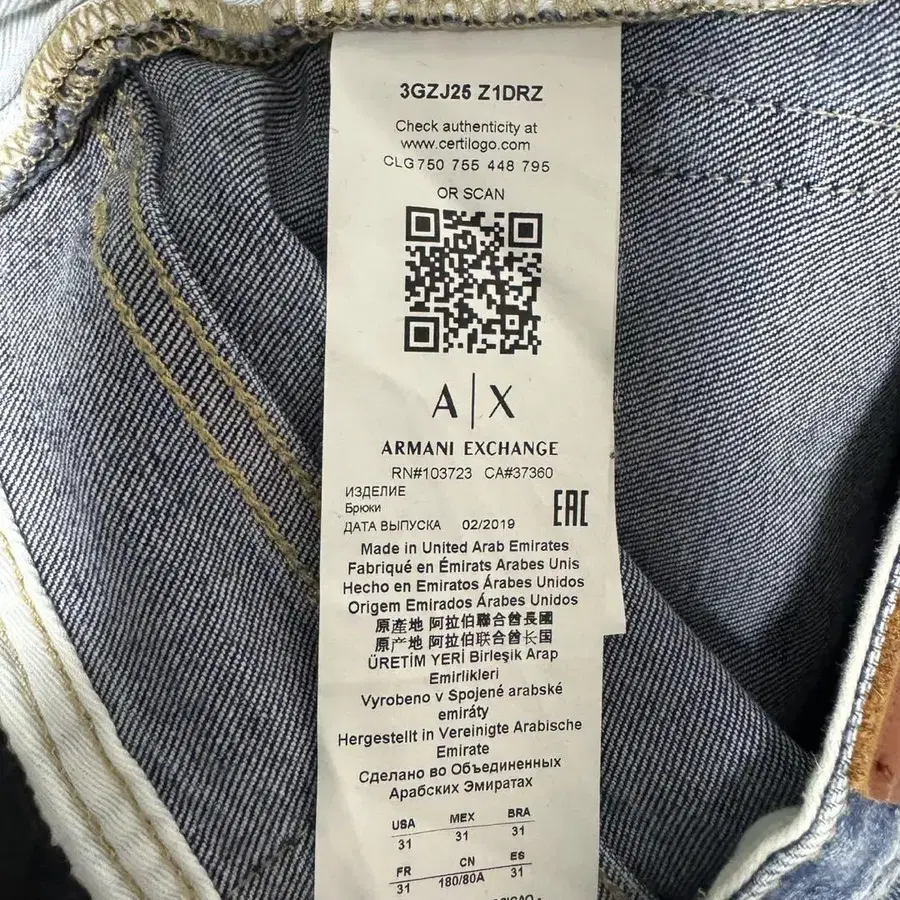 3GZJ25 Z1DRZ
Check authenticity at
www.certilogo.com
CLG 750 755 448 795
OR SCAN
A|X
ARMANI EXCHANGE
RN#103723 CA#37360
ИЗДЕЛИЕ
Брюки
ДАТА ВЫПУСКА 02/2019
EAC
Made in United Arab Emirates
Fabriqué en Émirats Arabes Unis
Hecho en Emiratos Árabes Unidos
Origem Emirados Árabes Unidos
原產地 阿拉伯聯合酋長國
原产地 阿拉伯联合酋长国
ÜRETİM YERİ Birleşik Arap
Emirlikleri
Vyrobeno v Spojené arabské
emiráty
Hergestellt in Vereinigte Arabische
Emirate
Сделано во Объединенных
Арабских Эмиратах
USA MEX BRA
31 31 31
FR CN ES
31 180/80A 31